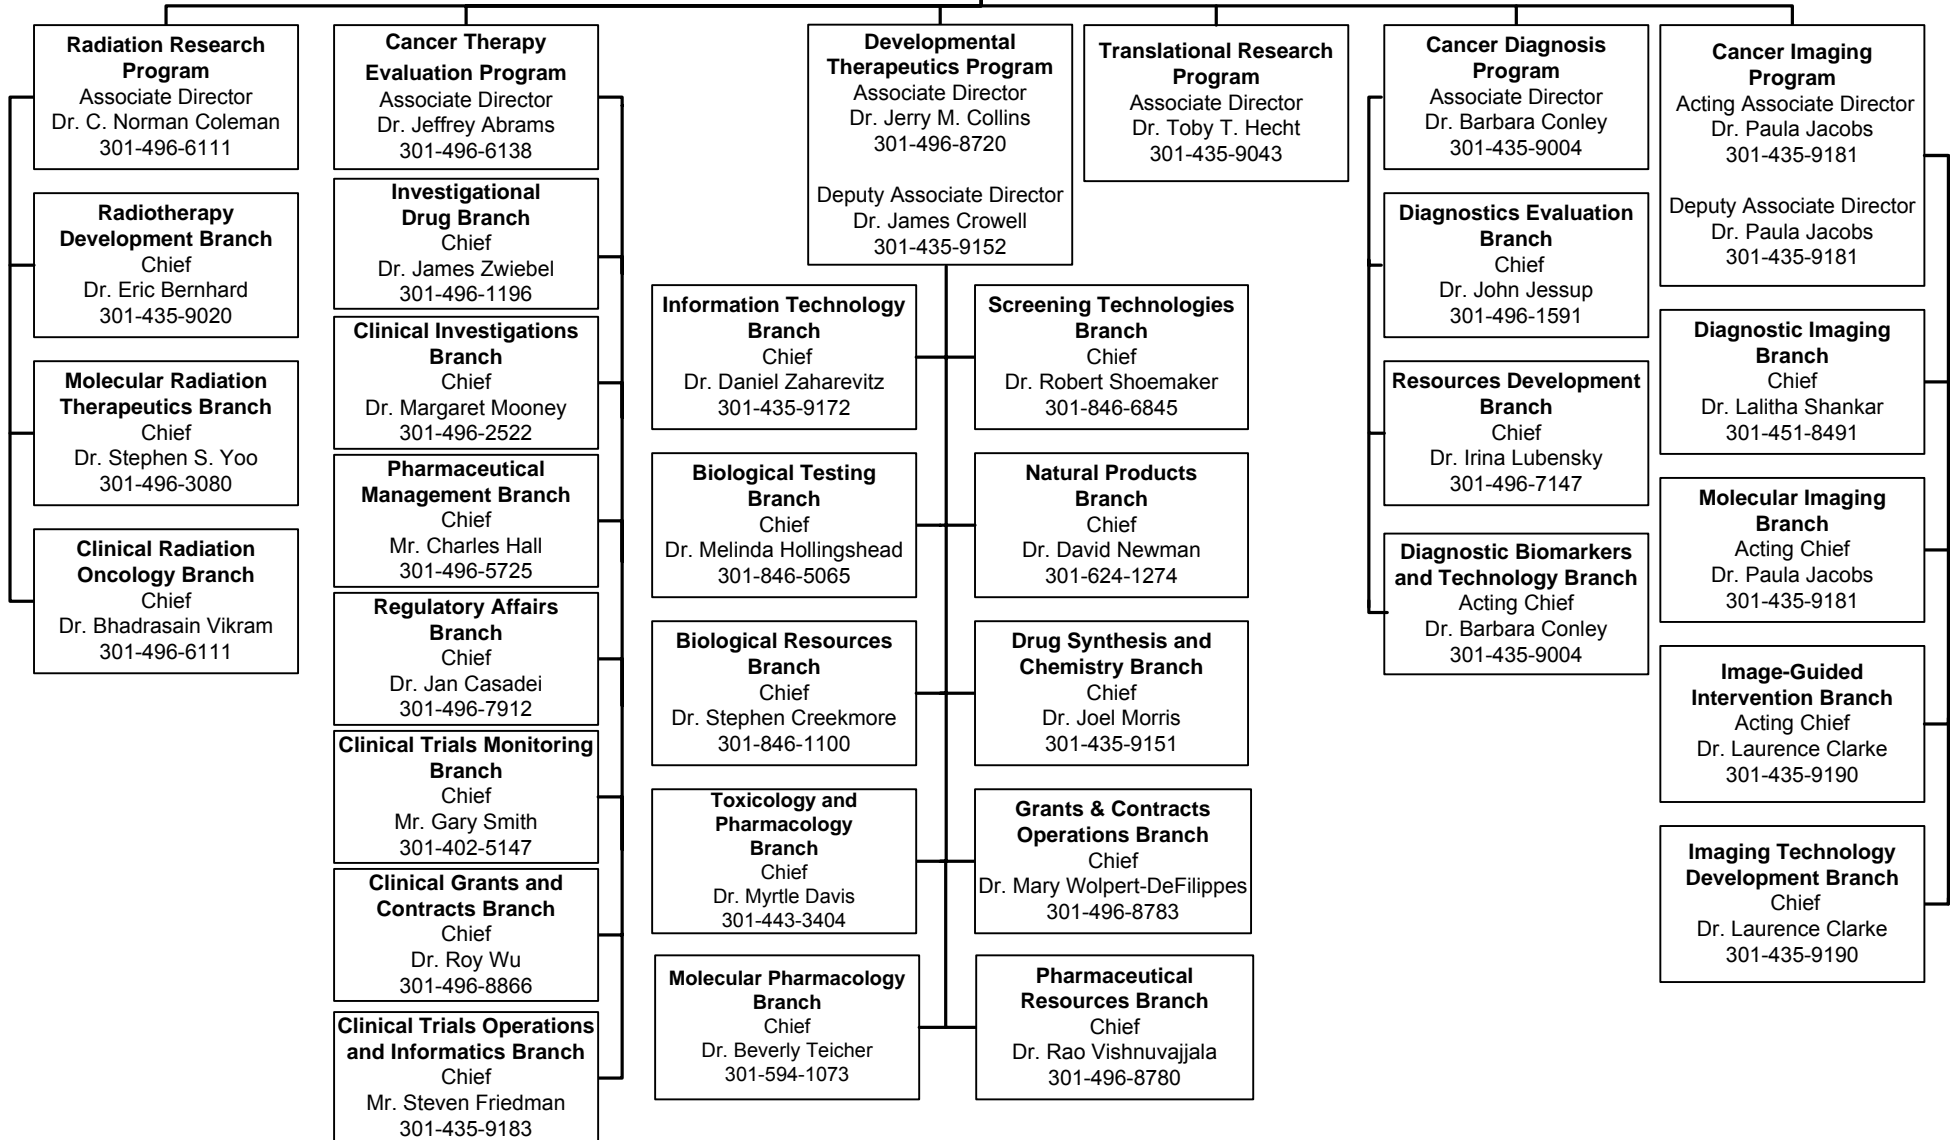 Radiation Research
Program
Associate Director
Dr. C. Norman Coleman
301-496-6111
Radiotherapy
Development Branch
Chief
Dr. Eric Bernhard
301-435-9020
Molecular Radiation
Therapeutics Branch
Chief
Dr. Stephen S. Yoo
301-496-3080
Clinical Radiation
Oncology Branch
Chief
Dr. Bhadrasain Vikram
301-496-6111
Cancer Therapy
Evaluation Program
Associate Director
Dr. Jeffrey Abrams
301-496-6138
Investigational
Drug Branch
Chief
Dr. James Zwiebel
301-496-1196
Clinical Investigations
Branch
Chief
Dr. Margaret Mooney
301-496-2522
Pharmaceutical
Management Branch
Chief
Mr. Charles Hall
301-496-5725
Regulatory Affairs
Branch
Chief
Dr. Jan Casadei
301-496-7912
Clinical Trials Monitoring
Branch
Chief
Mr. Gary Smith
301-402-5147
Clinical Grants and
Contracts Branch
Chief
Dr. Roy Wu
301-496-8866
Clinical Trials Operations
and Informatics Branch
Chief
Mr. Steven Friedman
301-435-9183
Developmental
Therapeutics Program
Associate Director
Dr. Jerry M. Collins
301-496-8720
Deputy Associate Director
Dr. James Crowell
301-435-9152
Information Technology
Branch
Chief
Dr. Daniel Zaharevitz
301-435-9172
Screening Technologies
Branch
Chief
Dr. Robert Shoemaker
301-846-6845
Biological Testing
Branch
Chief
Dr. Melinda Hollingshead
301-846-5065
Natural Products
Branch
Chief
Dr. David Newman
301-624-1274
Biological Resources
Branch
Chief
Dr. Stephen Creekmore
301-846-1100
Drug Synthesis and
Chemistry Branch
Chief
Dr. Joel Morris
301-435-9151
Toxicology and
Pharmacology
Branch
Chief
Dr. Myrtle Davis
301-443-3404
Grants & Contracts
Operations Branch
Chief
Dr. Mary Wolpert-DeFilippes
301-496-8783
Molecular Pharmacology
Branch
Chief
Dr. Beverly Teicher
301-594-1073
Pharmaceutical
Resources Branch
Chief
Dr. Rao Vishnuvajjala
301-496-8780
Translational Research
Program
Associate Director
Dr. Toby T. Hecht
301-435-9043
Cancer Diagnosis
Program
Associate Director
Dr. Barbara Conley
301-435-9004
Diagnostics Evaluation
Branch
Chief
Dr. John Jessup
301-496-1591
Resources Development
Branch
Chief
Dr. Irina Lubensky
301-496-7147
Diagnostic Biomarkers
and Technology Branch
Acting Chief
Dr. Barbara Conley
301-435-9004
Cancer Imaging
Program
Acting Associate Director
Dr. Paula Jacobs
301-435-9181
Deputy Associate Director
Dr. Paula Jacobs
301-435-9181
Diagnostic Imaging
Branch
Chief
Dr. Lalitha Shankar
301-451-8491
Molecular Imaging
Branch
Acting Chief
Dr. Paula Jacobs
301-435-9181
Image-Guided
Intervention Branch
Acting Chief
Dr. Laurence Clarke
301-435-9190
Imaging Technology
Development Branch
Chief
Dr. Laurence Clarke
301-435-9190